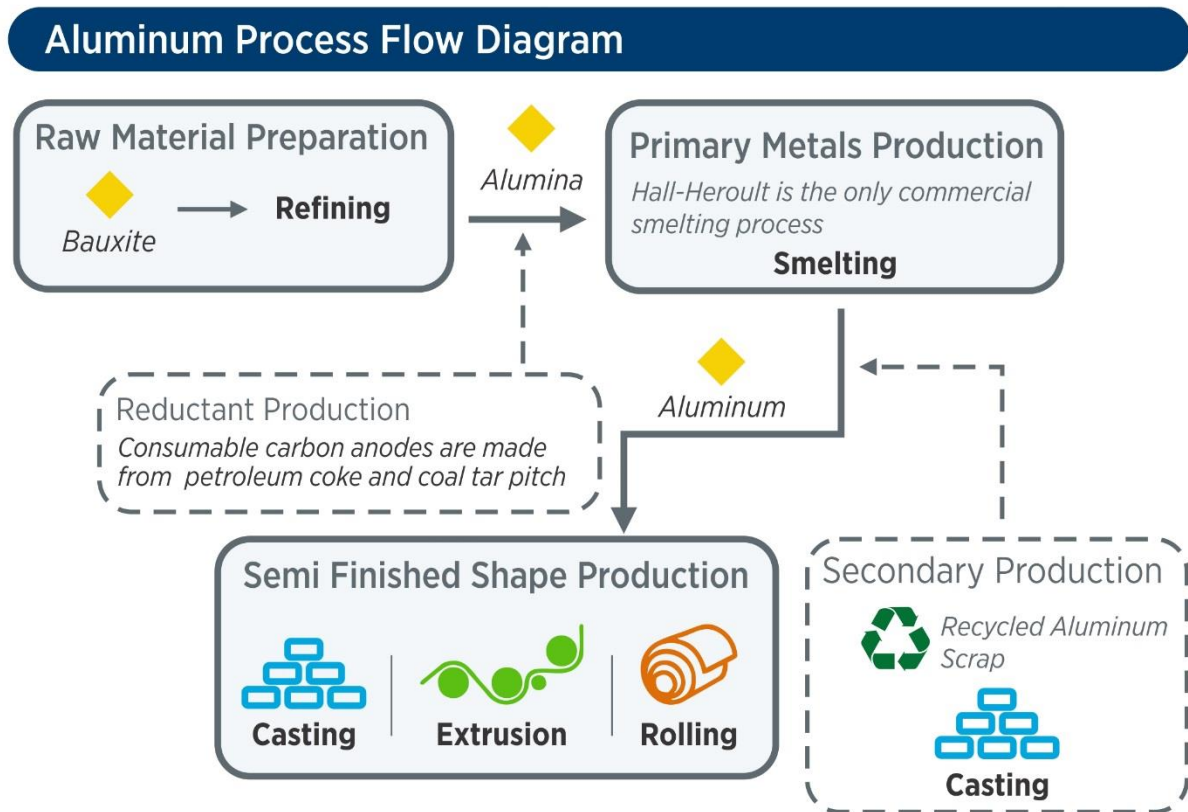 Aluminum Process Flow Diagram
Raw Material Preparation
Bauxite
Refining
Alumina
Primary Metals Production
Hall-Heroult is the only commercial
smelting process
Smelting
Reductant Production
Consumable carbon anodes are made
from petroleum coke and coal tar pitch
Aluminum
Semi Finished Shape Production
Casting
Extrusion
Rolling
Secondary Production
Recycled Aluminum
Scrap
Casting